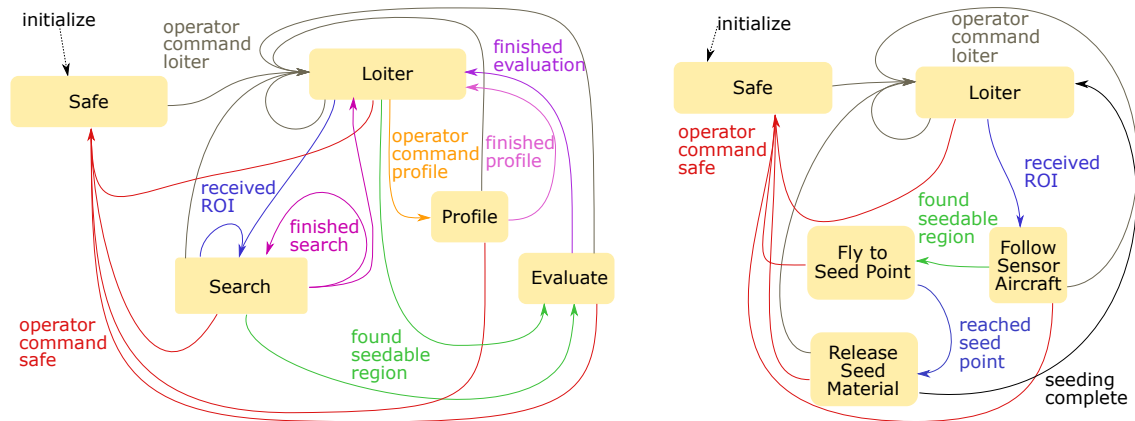 initialize
operator
command
loiter
Safe
Loiter
finished
evaluation
operator
command
profile
finished
profile
received
ROI
Profile
finished
search
Search
Evaluate
operator
command
safe
found
seedable
region
initialize
operator
command
loiter
Safe
Loiter
operator
command
safe
received
ROI
found
seedable
region
Fly to
Seed Point
Follow
Sensor
Aircraft
reached
seed
point
Release
Seed
Material
seeding
complete